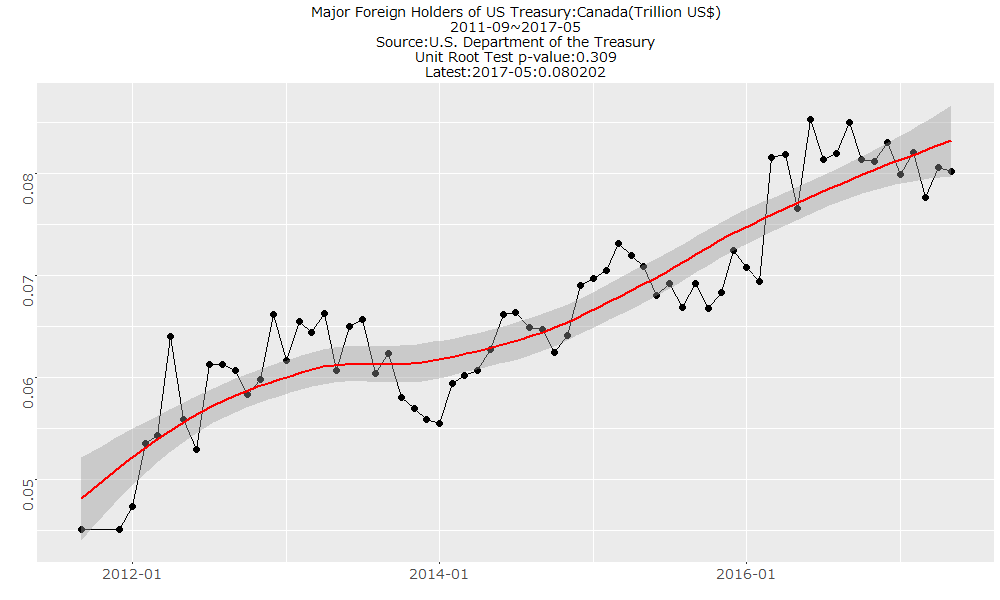 Major Foreign Holders of US Treasury:Canada(Trillion US$)
2011-09~2017-05
Source:U.S. Department of the Treasury
Unit Root Test p-value:0.309
Latest:2017-05:0.080202
0.08
0.07
0.06
0.05
2012-01
2014-01
2016-01